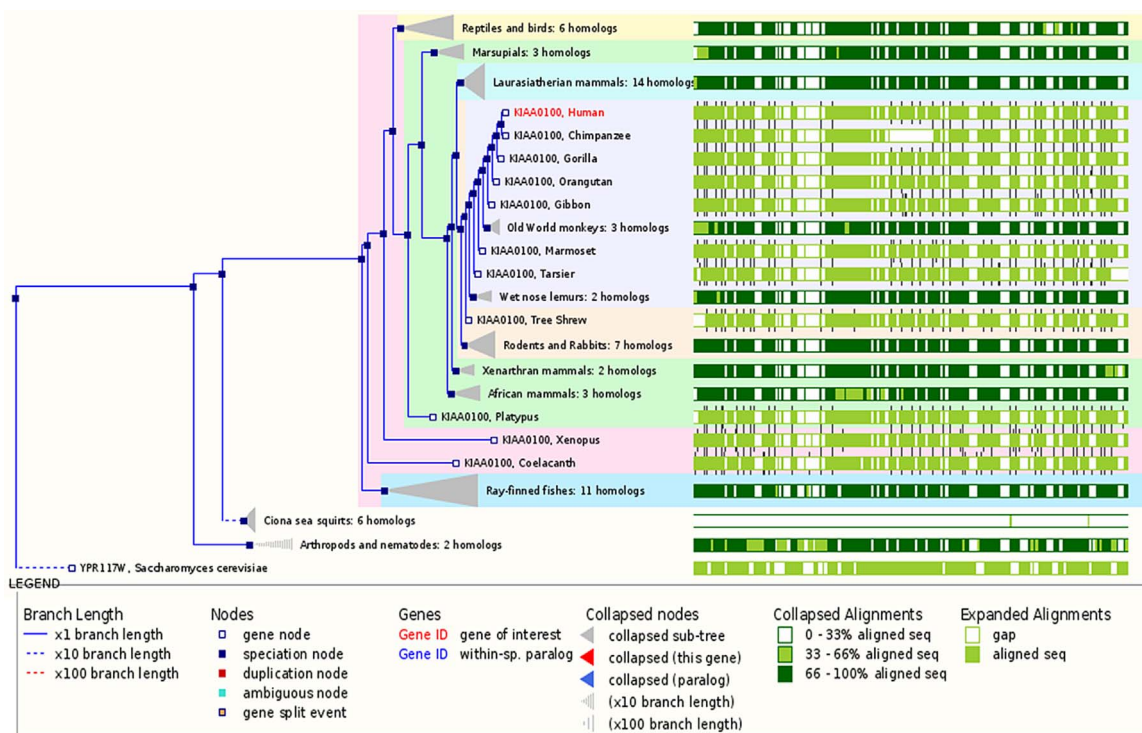 Reptiles and birds: 6 homologs
Marsupials: 3 homologs
Laurasiatherian mammals: 14 homologs
KIAA0100, Human
KIAA0100, Chimpanzee
KIAA0100, Gorilla
KIAA0100, Orangutan
KIAA0100, Gibbon
Old World monkeys: 3 homologs
KIAA0100, Marmoset
KIAA0100, Tarsier
Wet nose lemurs: 2 homologs
KIAA0100, Tree Shrew
Rodents and Rabbits: 7 homologs
Xenarthran mammals: 2 homologs
African mammals: 3 homologs
KIAA0100, Platypus
KIAA0100, Xenopus
KIAA0100, Coelacanth
Ray-finned fishes: 11 homologs
Ciona sea squirts: 6 homologs
Arthropods and nematodes: 2 homologs
YPR117W, Saccharomyces cerevisiae
LEGEND
Branch Length
x1 branch length
x10 branch length
x100 branch length
Nodes
gene node
speciation node
duplication node
ambiguous node
gene split event
Genes
Gene ID gene of interest
Gene ID within-sp. paralog
Collapsed nodes
collapsed sub-tree
collapsed (this gene)
collapsed (paralog)
(x10 branch length)
(x100 branch length)
Collapsed Alignments
0 - 33% aligned seq
33 - 66% aligned seq
66 - 100% aligned seq
Expanded Alignments
gap
aligned seq